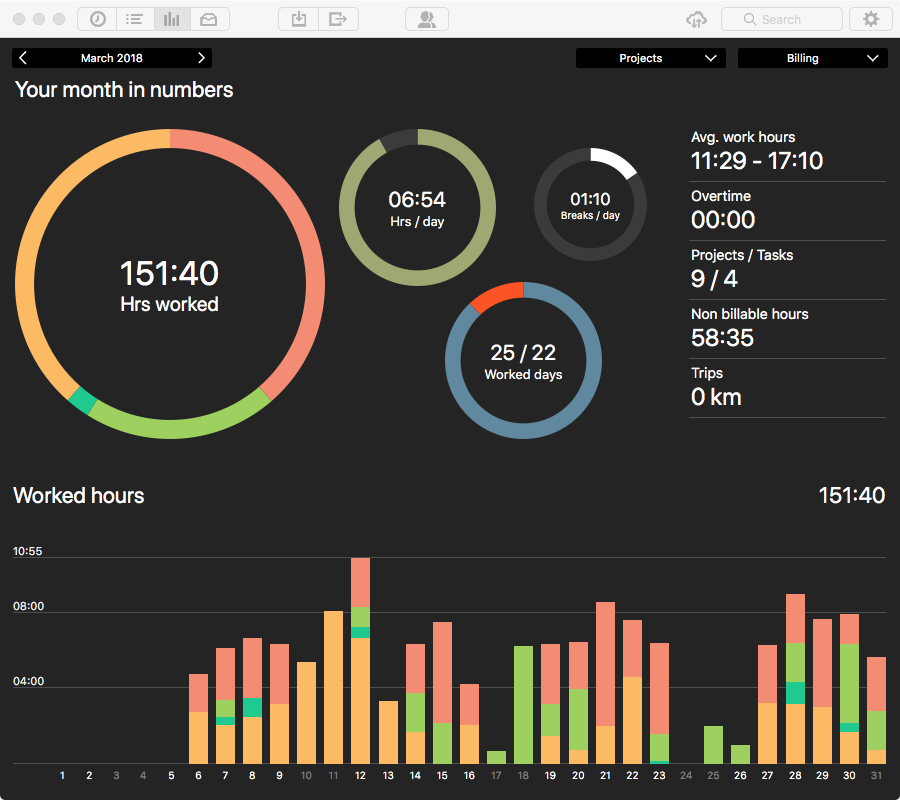 Search
March 2018
Projects
Billing
Your month in numbers
151:40
Hrs worked
06:54
Hrs / day
01:10
Breaks / day
25 / 22
Worked days
Avg. work hours
11:29 - 17:10
Overtime
00:00
Projects / Tasks
9 / 4
Non billable hours
58:35
Trips
0 km
Worked hours
151:40
10:55
08:00
04:00
1 2 3 4 5 6 7 8 9 10 11 12 13 14 15 16 17 18 19 20 21 22 23 24 25 26 27 28 29 30 31